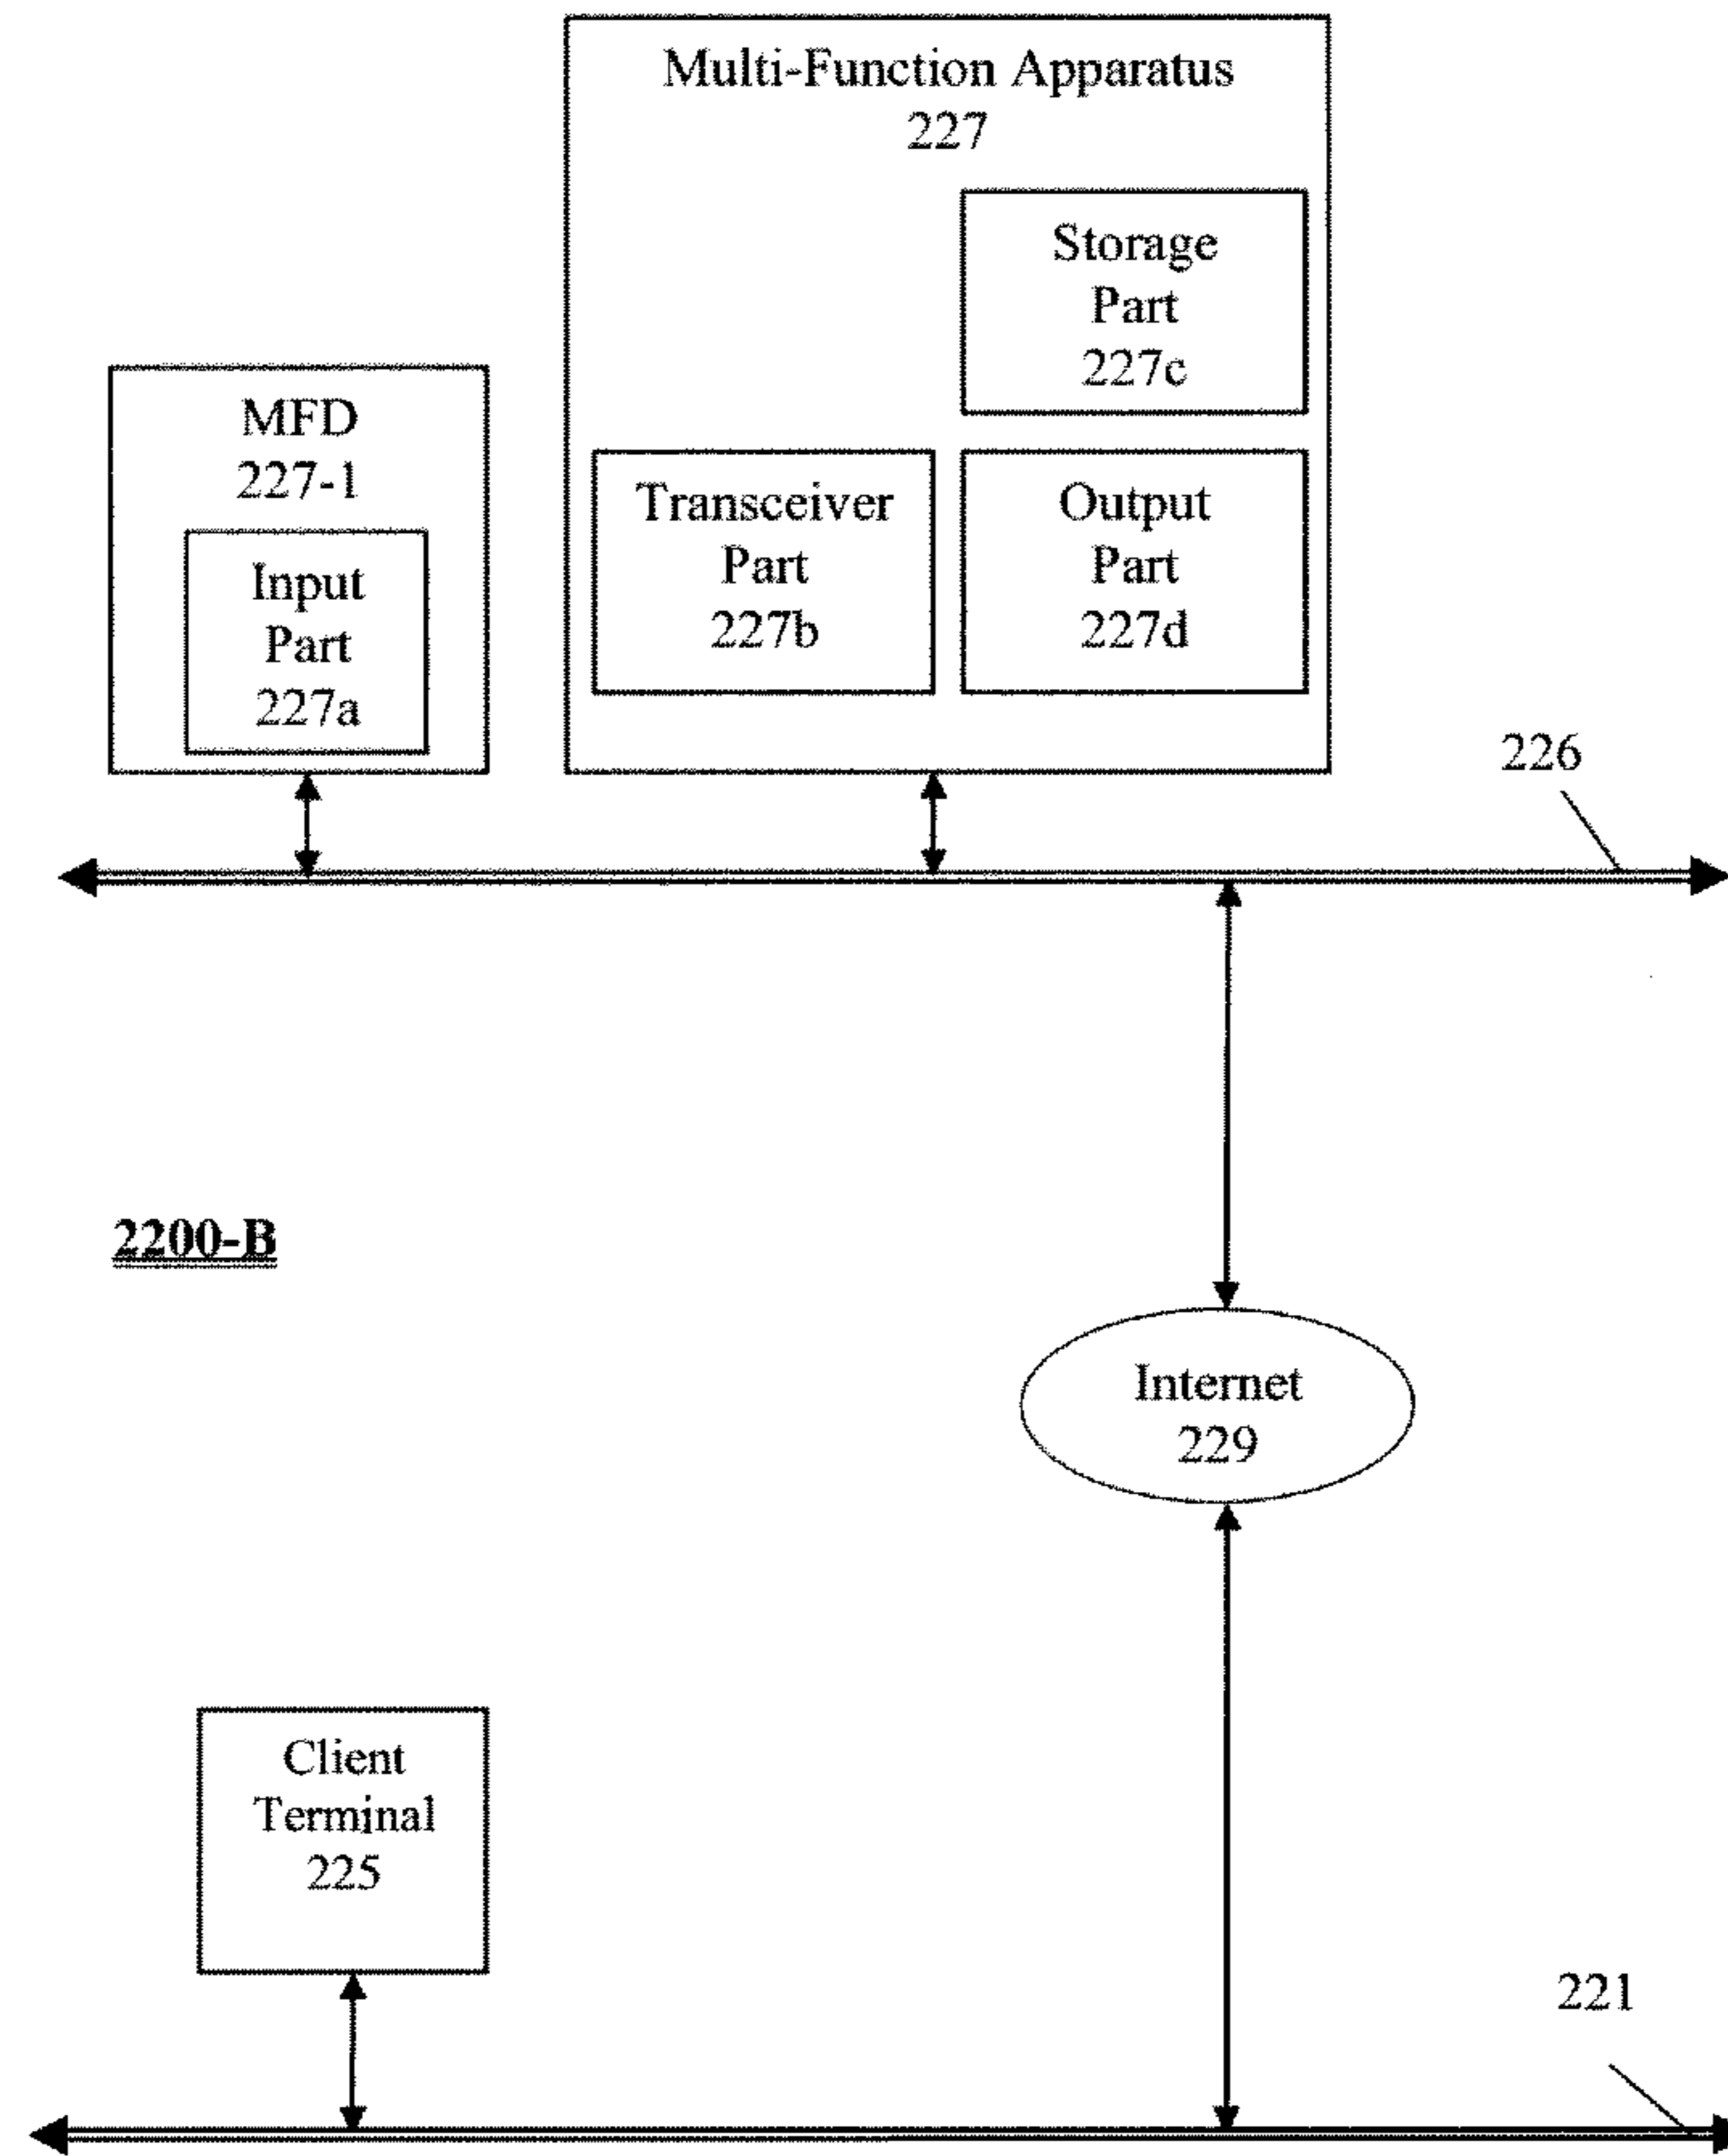 Multi-Function Apparatus
227
Storage
Part
227c
MFD
227-1
Input
Part
227a
Transceiver
Part
227b
Output
Part
227d
226
2200-B
Internet
229
Client
Terminal
225
221